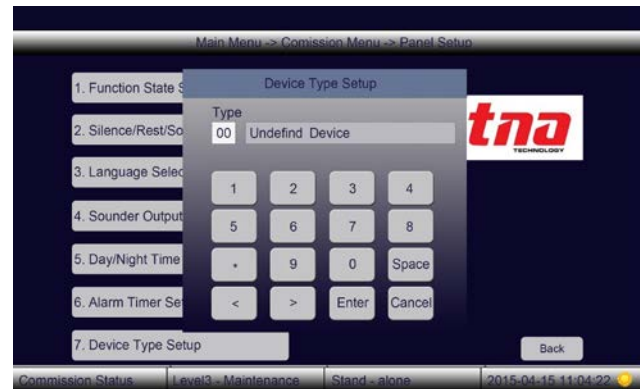 Main Menu -> Comission Menu -> Panel Setup
1. Function State S
2. Silence/Rest/So
3. Language Selec
4. Sounder Output
5. Day/Night Time
6. Alarm Timer Se
7. Device Type Setup
Device Type Setup
Type
00 Undefind Device
1 2 3 4
5 6 7 8
* 9 0 Space
< > Enter Cancel
tna
TECHNOLOGY
Back
Commission Status Level3 - Maintenance Stand - alone 2015-04-15 11:04:22